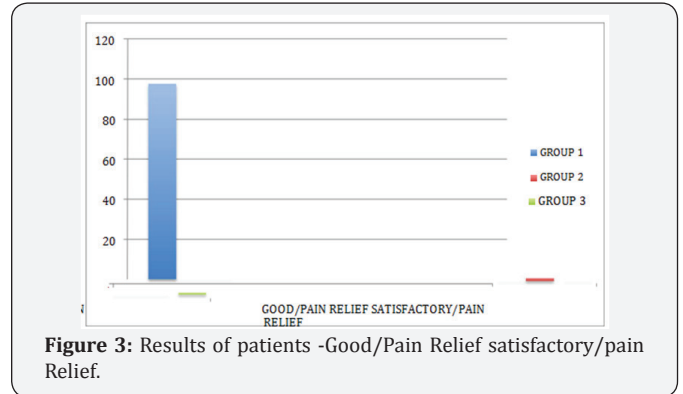 120
100
80
60
40
20
GROUP 1
GROUP 2
GROUP 3
GOOD/PAIN RELIEF SATISFACTORY/PAIN
RELIEF
Figure 3: Results of patients -Good/Pain Relief satisfactory/pain
Relief.